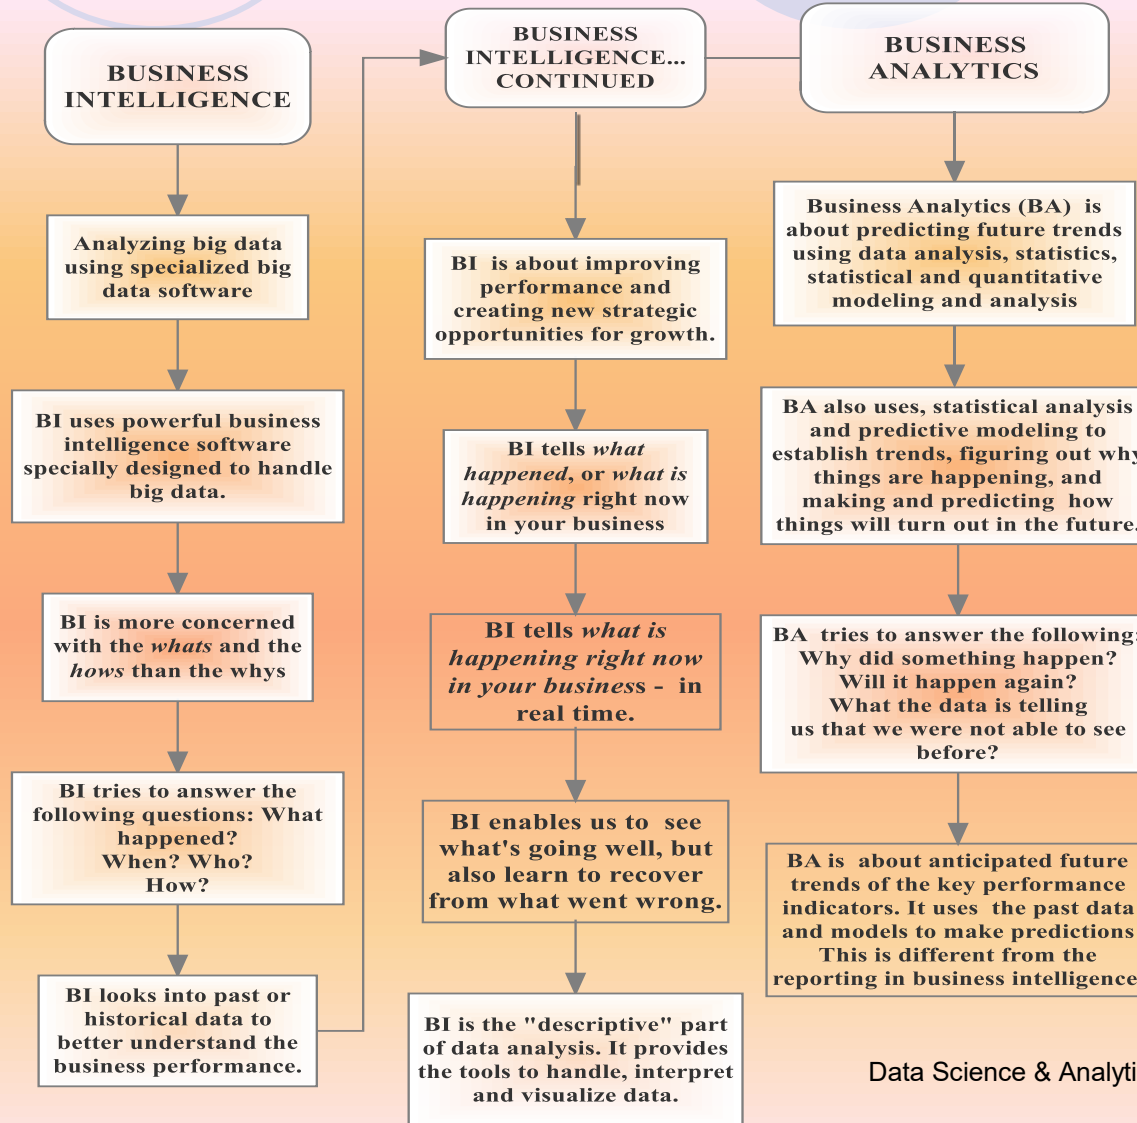 BUSINESS
INTELLIGENCE
Analyzing big data
using specialized big
data software
BI uses powerful business
intelligence software
specially designed to handle
big data.
BI is more concerned
with the whats and the
hows than the whys
BI tries to answer the
following questions: What
happened?
When? Who?
How?
BI looks into past or
historical data to
better understand the
business performance.
BUSINESS
INTELLIGENCE...
CONTINUED
BI is about improving
performance and
creating new strategic
opportunities for growth.
BI tells what
happened, or what is
happening right now
in your business
BI tells what is
happening right now
in your business - in
real time.
BI enables us to see
what's going well, but
also learn to recover
from what went wrong.
BI is the "descriptive" part
of data analysis. It provides
the tools to handle, interpret
and visualize data.
BUSINESS
ANALYTICS
Business Analytics (BA) is
about predicting future trends
using data analysis, statistics,
statistical and quantitative
modeling and analysis
BA also uses, statistical analysis
and predictive modeling to
establish trends, figuring out why
things are happening, and
making and predicting how
things will turn out in the future.
BA tries to answer the following:
Why did something happen?
Will it happen again?
What the data is telling
us that we were not able to see
before?
BA is about anticipated future
trends of the key performance
indicators. It uses the past data
and models to make predictions
This is different from the
reporting in business intelligence
Data Science & Analyti